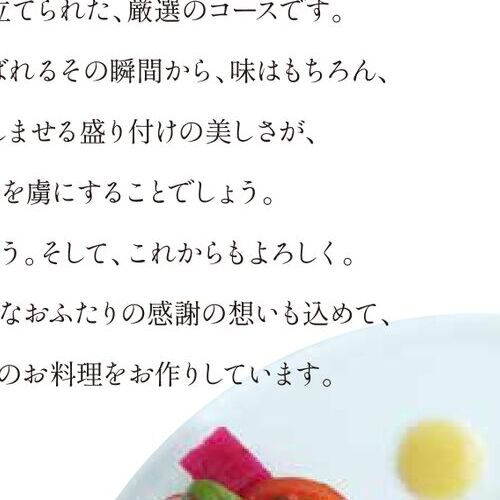 立てられた、厳選のコースです。
ばれるその瞬間から、味はもちろん、
しませる盛り付けの美しさが、
を虜にすることでしょう。
う。そして、これからもよろしく。
なおふたりの感謝の想いも込めて、
のお料理をお作りしています。